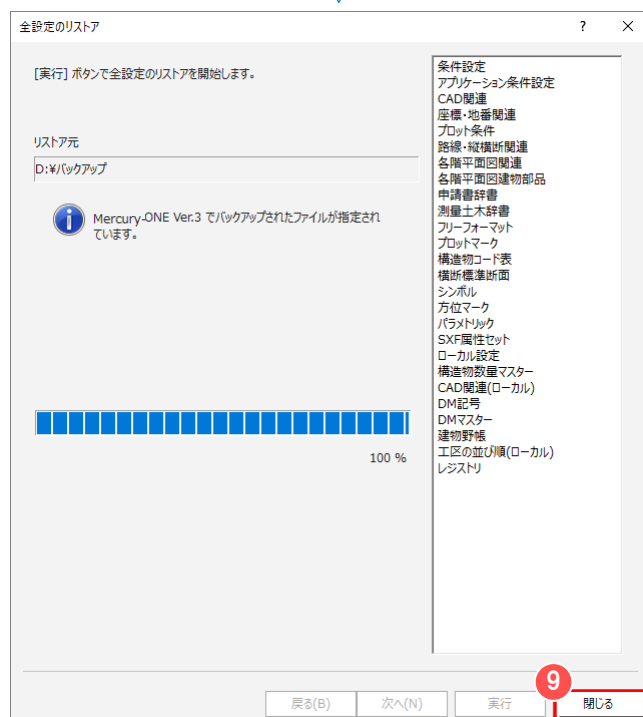 全設定のリストア
? ×
[実行] ボタンで全設定のリストアを開始します。
リストア元
D:¥バックアップ
Mercury-ONE Ver.3 でバックアップされたファイルが指定され
ています。
100 %
条件設定
アプリケーション条件設定
CAD関連
座標・地番関連
プロット条件
路線・縦横断関連
各階平面図関連
各階平面図建物部品
申請書辞書
測量土木辞書
フリーフォーマット
プロットマーク
構造物コード表
横断標準断面
シンボル
方位マーク
パラメトリック
SXF属性セット
ローカル設定
構造物数量マスター
CAD関連(ローカル)
DM記号
DMマスター
建物野帳
工区の並び順(ローカル)
レジストリ
9
戻る(B) 次へ(N) 実行 閉じる